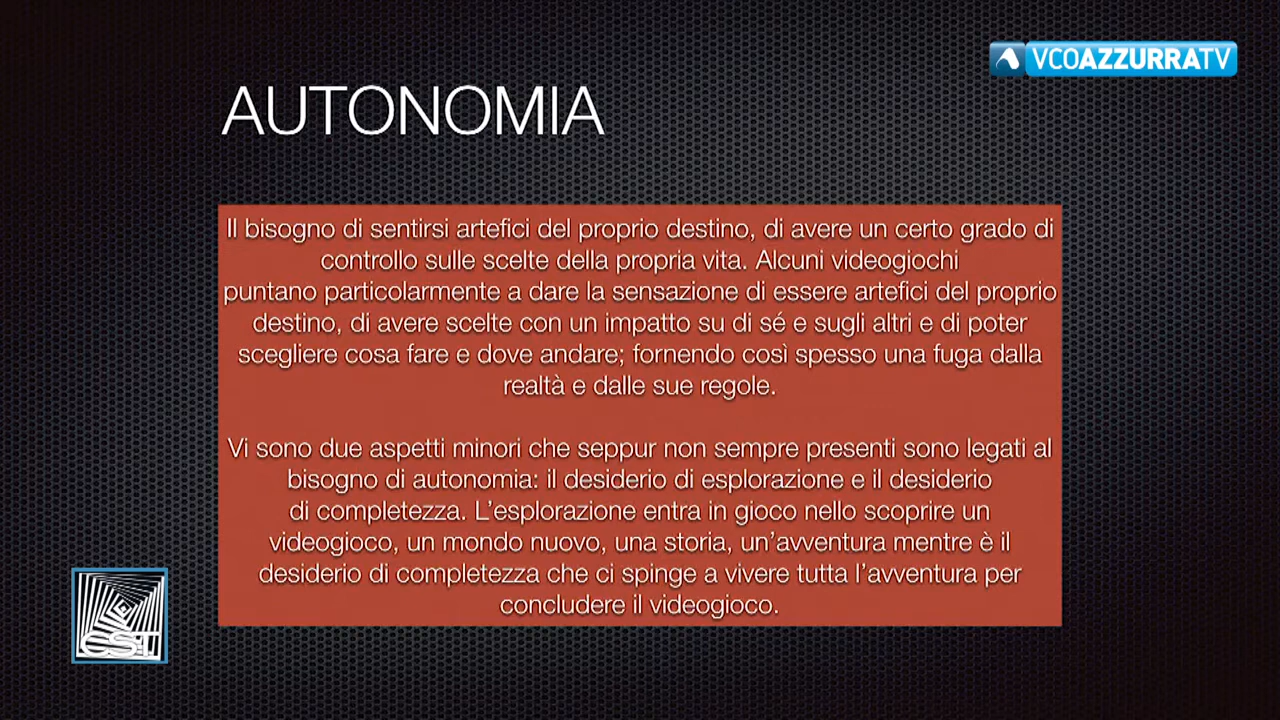 VCOAZZURRATV
AUTONOMIA
Il bisogno di sentirsi artefici del proprio destino, di avere un certo grado di
controllo sulle scelte della propria vita. Alcuni videogiochi
puntano particolarmente a dare la sensazione di essere artefici del proprio
destino, di avere scelte con un impatto su di sé e sugli altri e di poter
scegliere cosa fare e dove andare; fornendo così spesso una fuga dalla
realtà e dalle sue regole.
Vi sono due aspetti minori che seppur non sempre presenti sono legati al
bisogno di autonomia: il desiderio di esplorazione e il desiderio
di completezza. L'esplorazione entra in gioco nello scoprire un
videogioco, un mondo nuovo, una storia, un'avventura mentre è il
desiderio di completezza che ci spinge a vivere tutta l'avventura per
concludere il videogioco.
CST